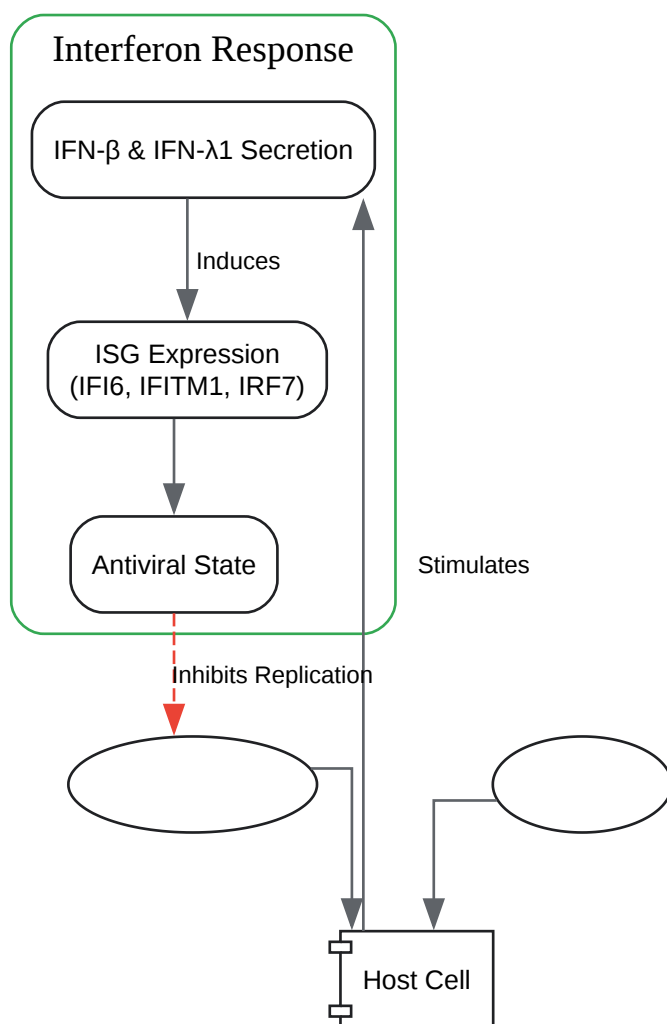 Interferon Response
IFN-β & IFN-λ1 Secretion
Induces
ISG Expression
(IFI6, IFITM1, IRF7)
Antiviral State
Stimulates
Inhibits Replication
Host Cell